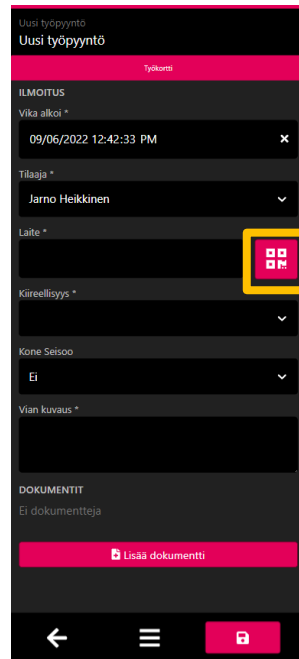 Uusi työpyyntö
Uusi työpyyntö
Työkortti
ILMOITUS
Vika alkoi *
09/06/2022 12:42:33 PM
Tilaaja *
Jarno Heikkinen
Laite *
Kiireellisyys *
Kone Seisoo
Ei
Vian kuvaus *
DOKUMENTIT
Ei dokumentteja
Lisää dokumentti